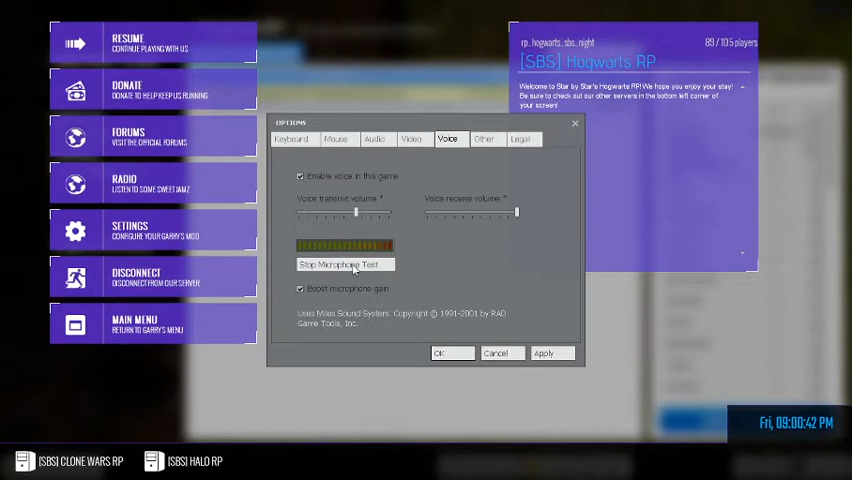 RESUME
CONTINUE PLAYING WITH US
DONATE
DONATE TO HELP KEEP US RUNNING
FORUMS
VISIT THE OFFICIAL FORUMS
RADIO
LISTEN TO SOME SWEET JAMZ
SETTINGS
CONFIGURE YOUR GARRY'S MOD
DISCONNECT
DISCONNECT FROM OUR SERVER
MAIN MENU
RETURN TO GARRY'S MENU
rp_hogwarts_sbs_night 89 / 105 players
[SBS] Hogwarts RP
Welcome to Star by Star's Hogwarts RP! We hope you enjoy your stay!
Be sure to check out our other servers in the bottom left corner of
your screen!
OPTIONS
Keyboard Mouse Audio Video Voice Other Legal
Enable voice in this game
Voice transmit volume * Voice receive volume *
Stop Microphone Test
Boost microphone gain
Uses Miles Sound System. Copyright © 1991-2001 by RAD
Game Tools, Inc.
OK Cancel Apply
Fri, 09:00:42 PM
[SBS] CLONE WARS RP [SBS] HALO RP